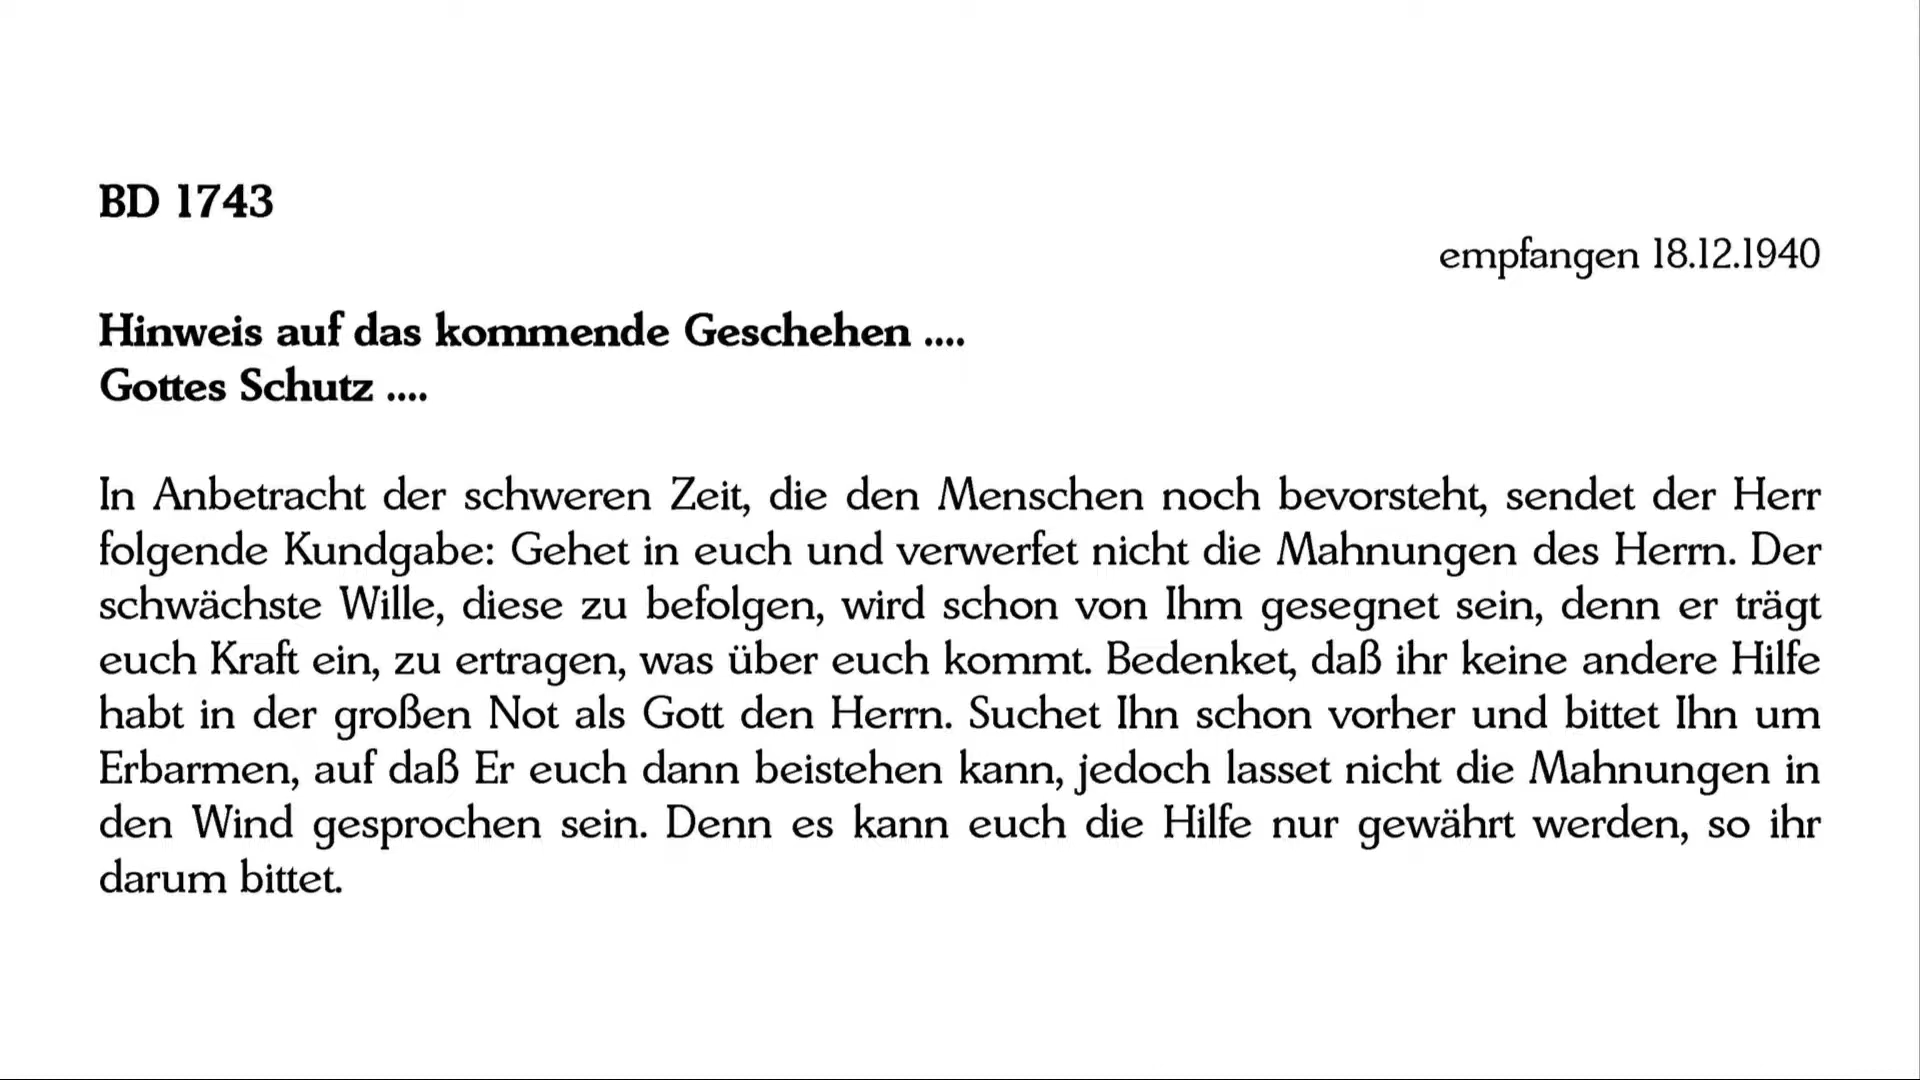 BD 1743
empfangen 18.12.1940
Hinweis auf das kommende Geschehen ....
Gottes Schutz ....
In Anbetracht der schweren Zeit, die den Menschen noch bevorsteht, sendet der Herr
folgende Kundgabe: Gehet in euch und verwerfet nicht die Mahnungen des Herrn. Der
schwächste Wille, diese zu befolgen, wird schon von Ihm gesegnet sein, denn er trägt
euch Kraft ein, zu ertragen, was über euch kommt. Bedenket, daß ihr keine andere Hilfe
habt in der großen Not als Gott den Herrn. Suchet Ihn schon vorher und bittet Ihn um
Erbarmen, auf daß Er euch dann beistehen kann, jedoch lasset nicht die Mahnungen in
den Wind gesprochen sein. Denn es kann euch die Hilfe nur gewährt werden, so ihr
darum bittet.